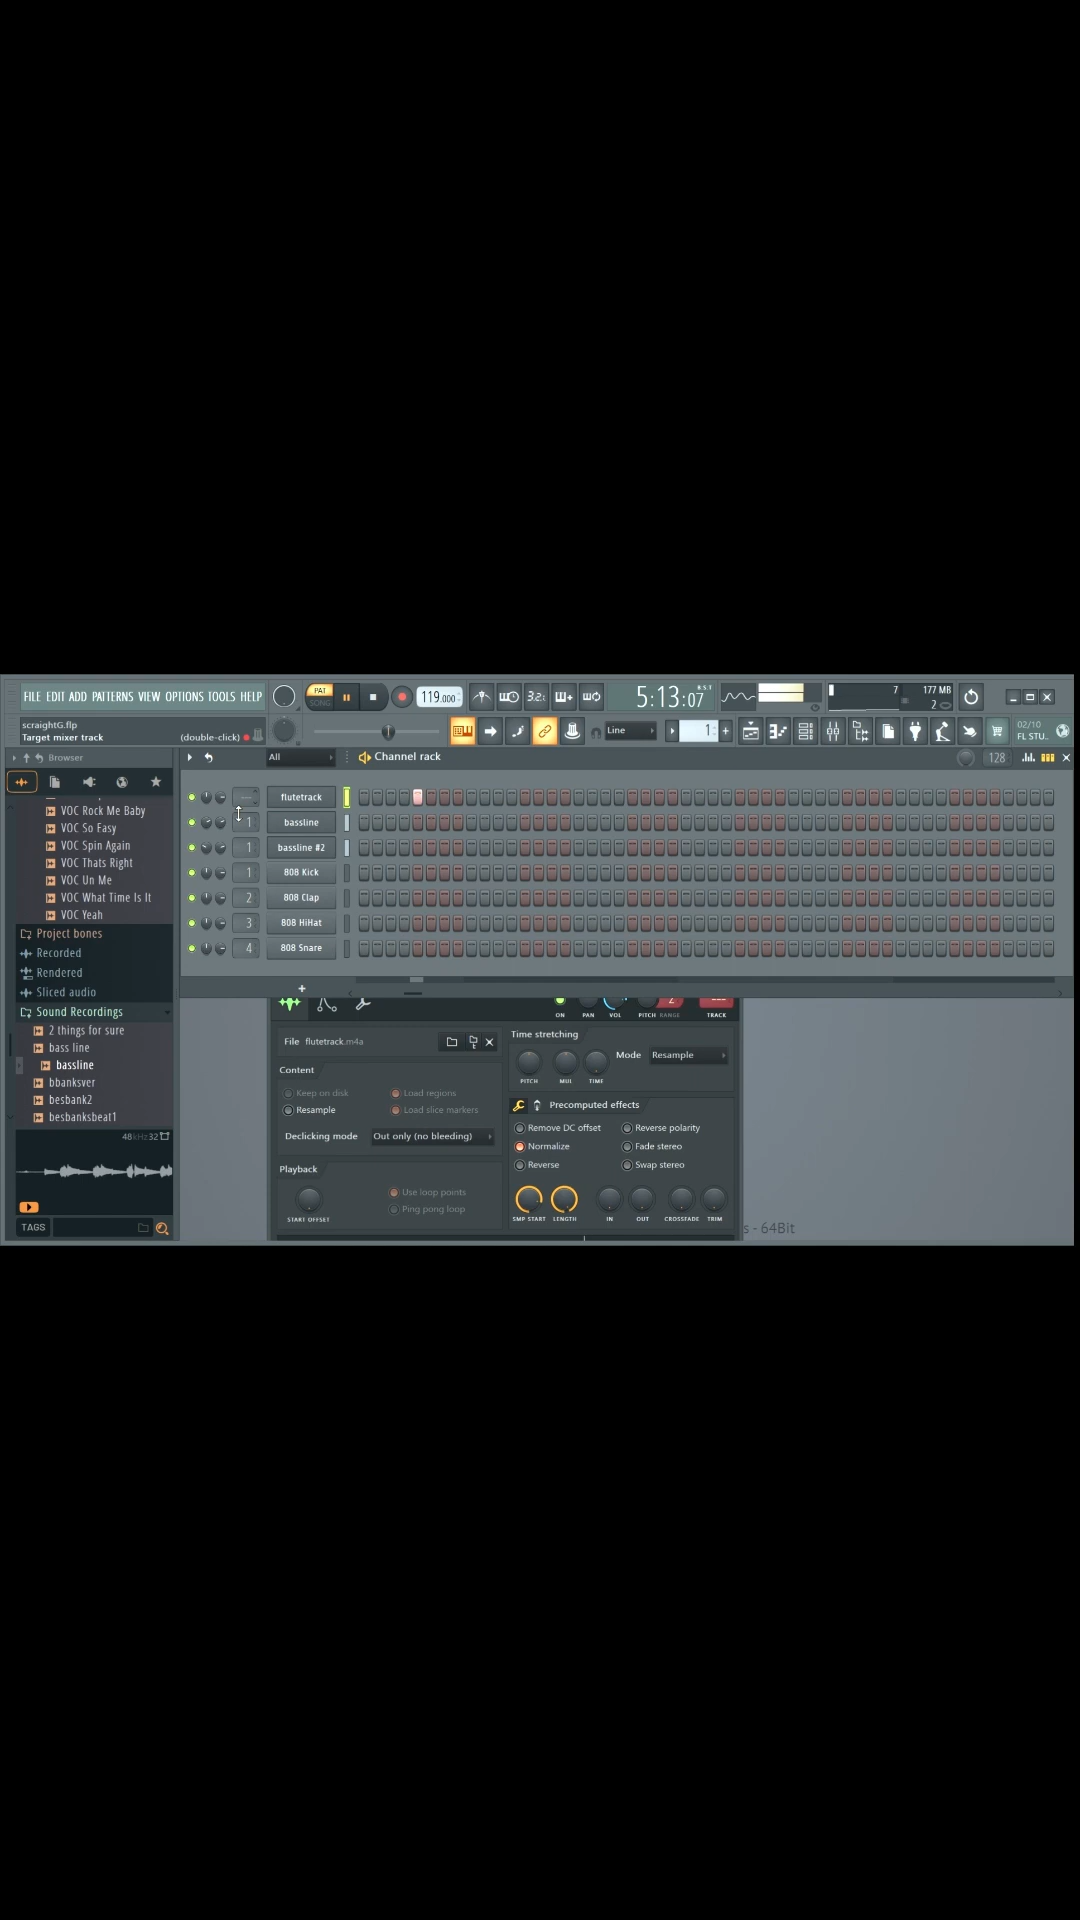 FILE EDIT ADD PATTERNS VIEW OPTIONS TOOLS HELP
PAT
SONG
119.000
3.2:
5:13:07
B:S:T
7
177 MB
2
scraightG.flp
Target mixer track (double-click)
Line
1
02/10
FL STU..
Browser
All
Channel rack
128
VOC Rock Me Baby
VOC So Easy
VOC Spin Again
VOC Thats Right
VOC Un Me
VOC What Time Is It
VOC Yeah
Project bones
Recorded
Rendered
Sliced audio
Sound Recordings
2 things for sure
bass line
bassline
bbanksver
besbank2
besbanksbeat1
48kHz32
TAGS
--- flutetrack
1 bassline
1 bassline #2
1 808 Kick
2 808 Clap
3 808 HiHat
4 808 Snare
+
ON PAN VOL PITCH RANGE TRACK
2
File flutetrack.m4a
Content
Keep on disk
Load regions
Resample
Load slice markers
Declicking mode Out only (no bleeding)
Playback
Use loop points
Ping pong loop
START OFFSET
Time stretching
Mode Resample
PITCH MUL TIME
Precomputed effects
Remove DC offset
Reverse polarity
Normalize
Fade stereo
Reverse
Swap stereo
SMP START LENGTH IN OUT CROSSFADE TRIM
s - 64Bit